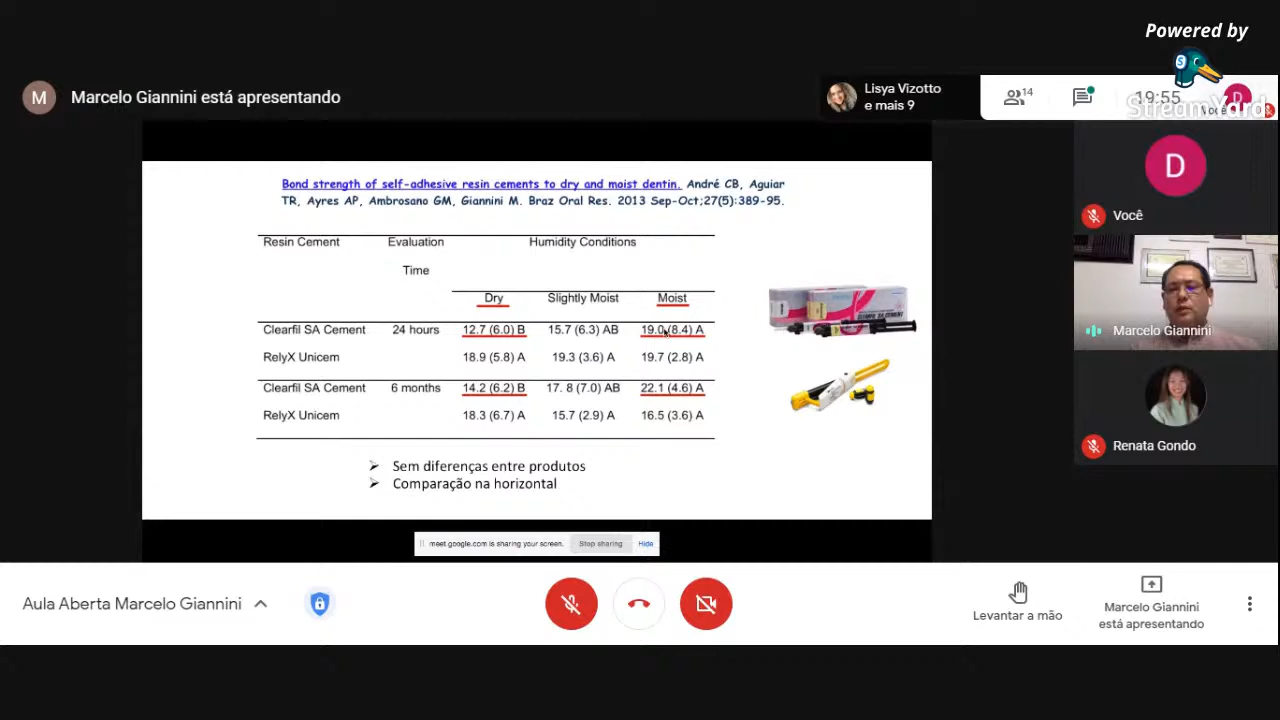 Powered by
StreamYard
M
Marcelo Giannini está apresentando
Lisya Vizotto
e mais 9
14
19:55
D
Você
Bond strength of self-adhesive resin cements to dry and moist dentin. André CB, Aguiar
TR, Ayres AP, Ambrosano GM, Giannini M. Braz Oral Res. 2013 Sep-Oct;27(5):389-95.
Resin Cement Evaluation Humidity Conditions
Time
Dry Slightly Moist Moist
Clearfil SA Cement 24 hours 12.7 (6.0) B 15.7 (6.3) AB 19.0 (8.4) A
RelyX Unicem 18.9 (5.8) A 19.3 (3.6) A 19.7 (2.8) A
Clearfil SA Cement 6 months 14.2 (6.2) B 17. 8 (7.0) AB 22.1 (4.6) A
RelyX Unicem 18.3 (6.7) A 15.7 (2.9) A 16.5 (3.6) A
➢ Sem diferenças entre produtos
➢ Comparação na horizontal
D
Você
Marcelo Giannini
Renata Gondo
meet.google.com is sharing your screen. Stop sharing Hide
Aula Aberta Marcelo Giannini
Levantar a mão
Marcelo Giannini
está apresentando